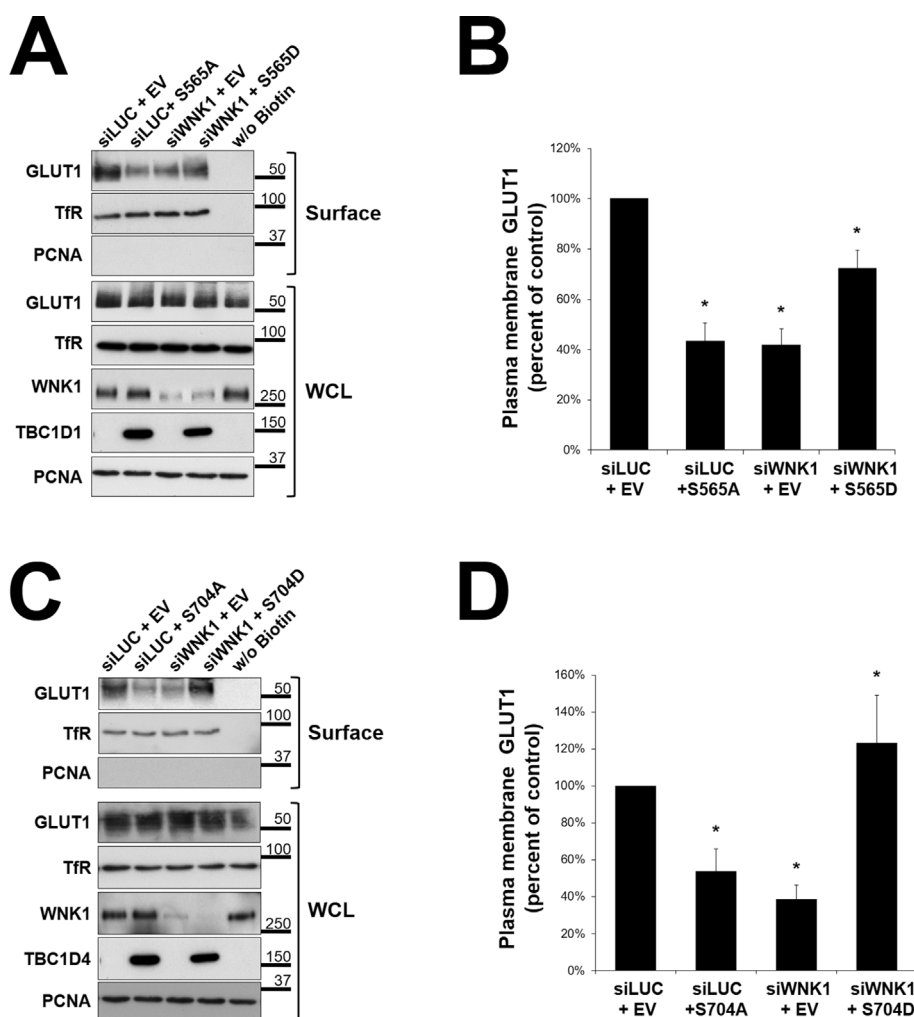 A
siLUC + EV
siLUC+ S565A
siWNK1 + EV
siWNK1 + S565D
w/o Biotin
GLUT1
50
TfR
100
PCNA
37
Surface
GLUT1
50
TfR
100
WNK1
250
TBC1D1
150
PCNA
37
WCL
B
Plasma membrane GLUT1
(percent of control)
120%
100%
80%
60%
40%
20%
0%
*
*
*
siLUC
+ EV
siLUC
+S565A
siWNK1
+ EV
siWNK1
+ S565D
C
siLUC + EV
siLUC + S704A
siWNK1 + EV
siWNK1 + S704D
w/o Biotin
GLUT1
50
TfR
100
PCNA
37
Surface
GLUT1
50
TfR
100
WNK1
250
TBC1D4
150
PCNA
37
WCL
D
Plasma membrane GLUT1
(percent of control)
160%
140%
120%
100%
80%
60%
40%
20%
0%
*
*
*
siLUC
+ EV
siLUC
+S704A
siWNK1
+ EV
siWNK1
+ S704D